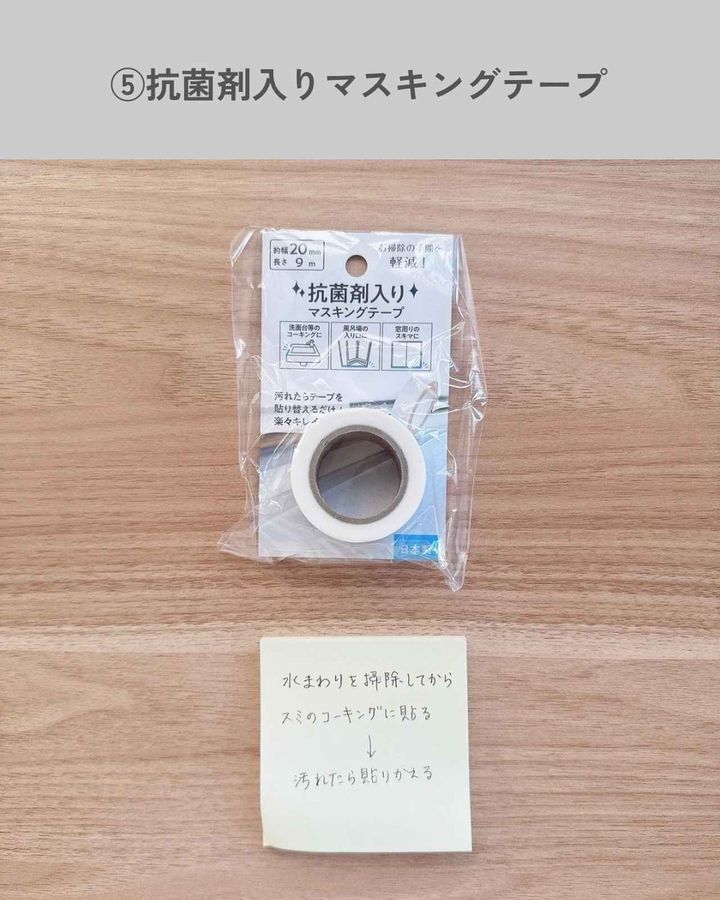 ⑤抗菌剤入りマスキングテープ
約幅20mm
長さ9m
お掃除の手間を
軽減!
抗菌剤入り
マスキングテープ
洗面台等の
コーキングに
風呂場の
入り口に
窓周りの
スキマに
汚れたらテープを
貼り替えるだけ!
楽々キレイ
日本製
水まわりを掃除してから
スミのコーキングに貼る
↓
汚れたら貼りかえる